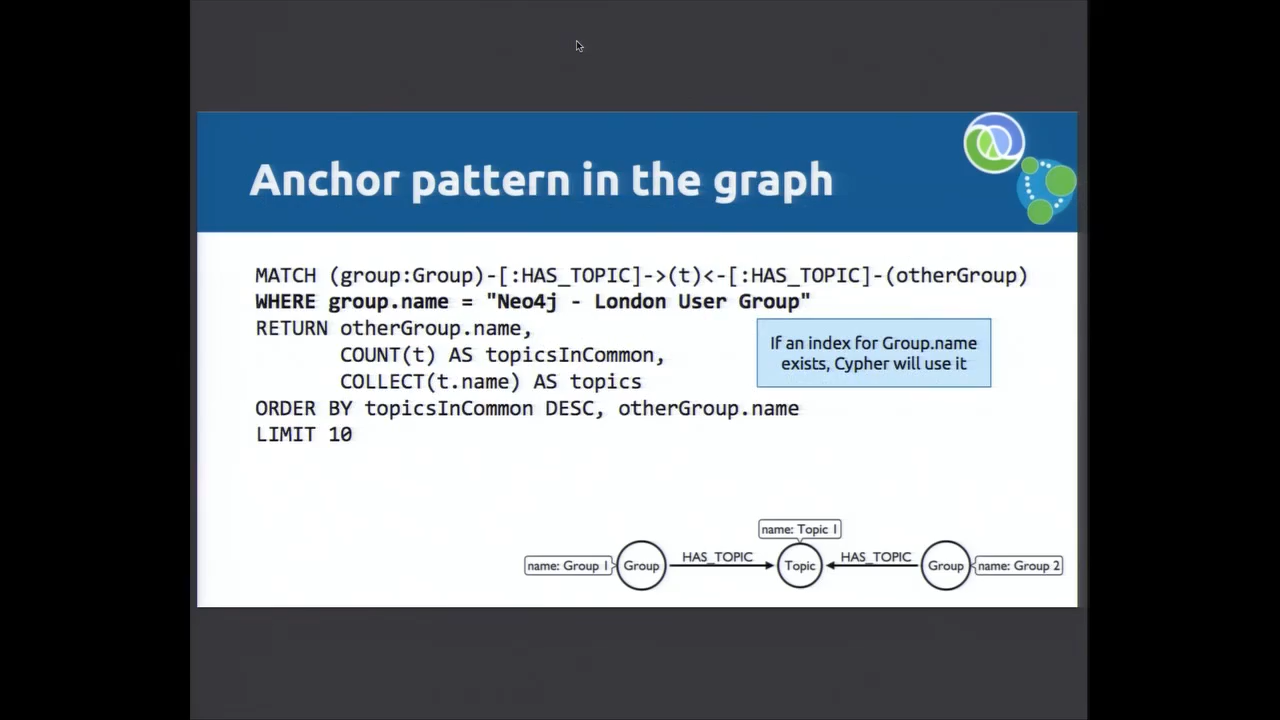 Anchor pattern in the graph
MATCH (group:Group)-[:HAS_TOPIC]->(t)<-[:HAS_TOPIC]-(otherGroup)
WHERE group.name = "Neo4j - London User Group"
RETURN otherGroup.name,
COUNT(t) AS topicsInCommon,
COLLECT(t.name) AS topics
ORDER BY topicsInCommon DESC, otherGroup.name
LIMIT 10
If an index for Group.name
exists, Cypher will use it
name: Topic 1
name: Group 1
Group
HAS_TOPIC
Topic
HAS_TOPIC
Group
name: Group 2